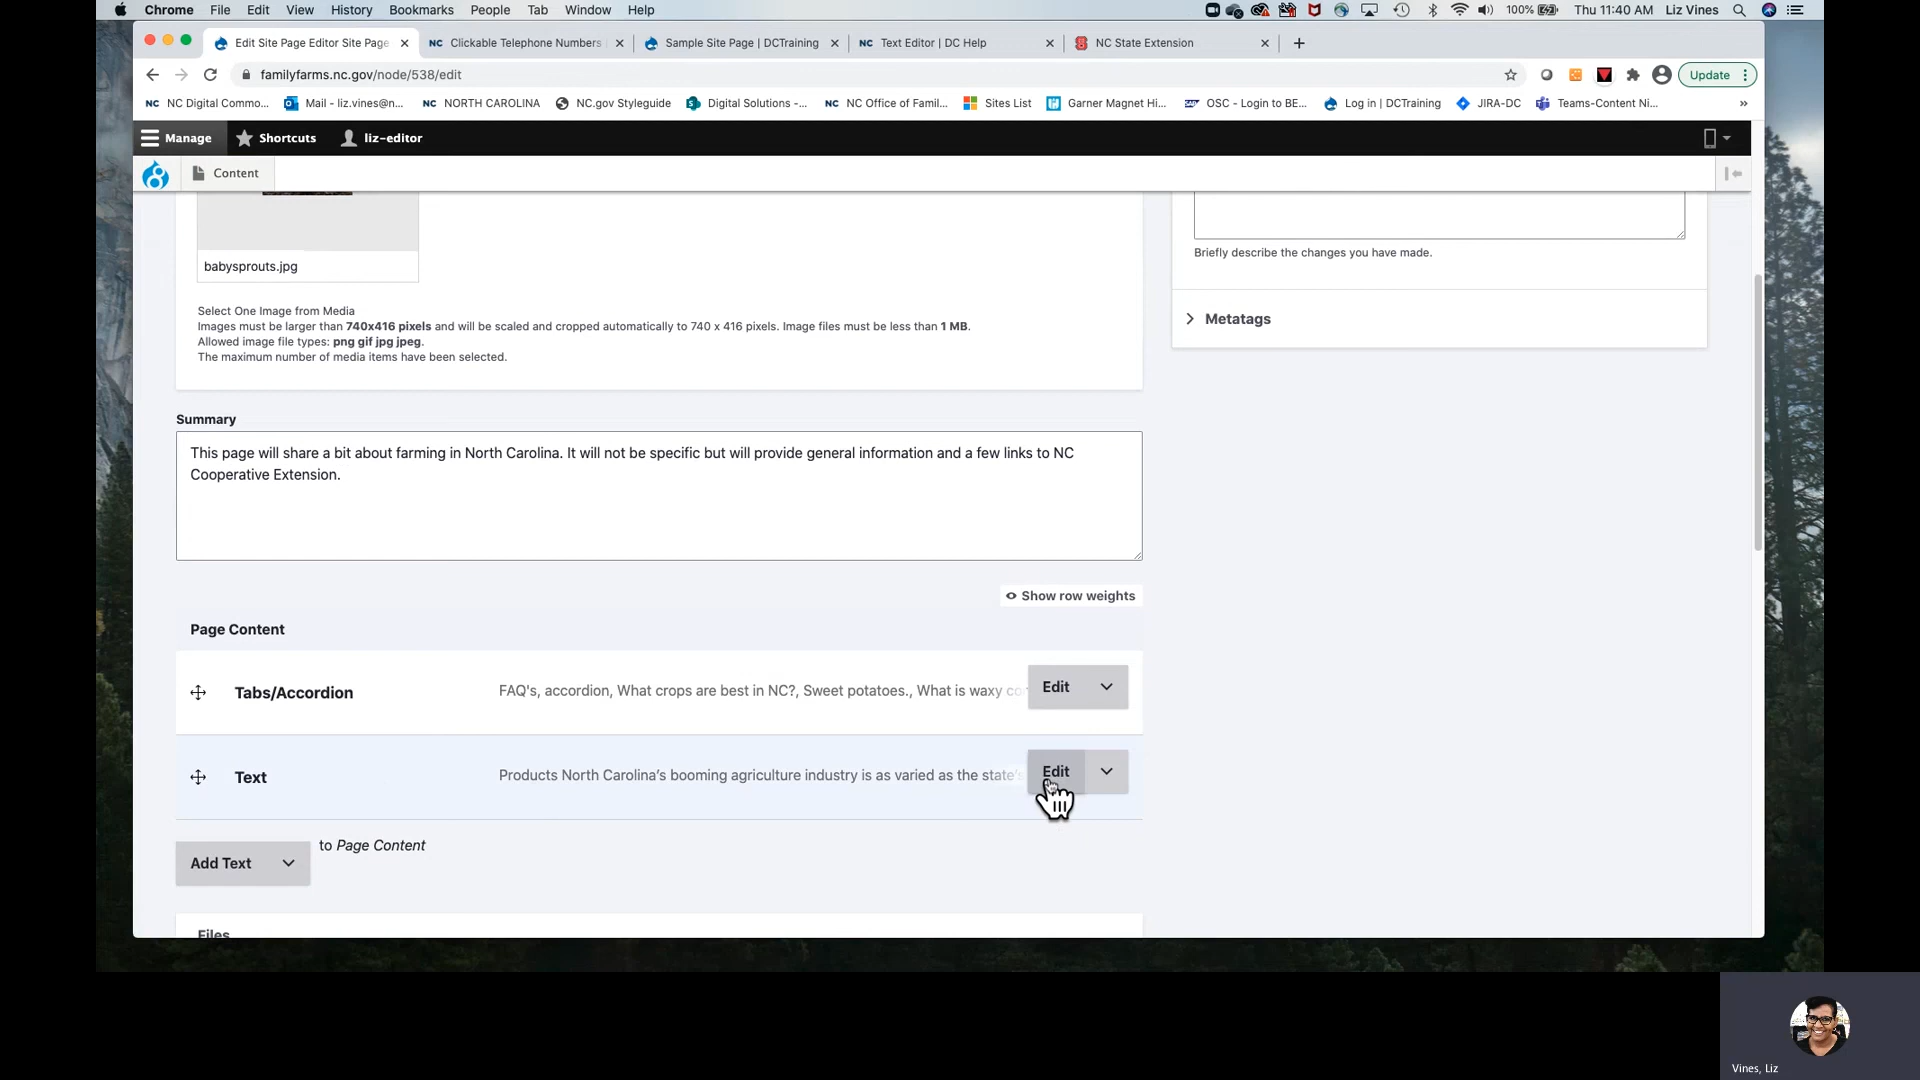 Chrome File Edit View History Bookmarks People Tab Window Help 100% Thu 11:40 AM Liz Vines
Edit Site Page Editor Site Page Clickable Telephone Numbers Sample Site Page | DCTraining Text Editor | DC Help NC State Extension
familyfarms.nc.gov/node/538/edit Update
NC Digital Commo... Mail - liz.vines@n... NORTH CAROLINA NC.gov Styleguide Digital Solutions -... NC Office of Famil... Sites List Garner Magnet Hi... OSC - Login to BE... Log in | DCTraining JIRA-DC Teams-Content Ni... »
Manage Shortcuts liz-editor
Content
babysprouts.jpg
Select One Image from Media
Images must be larger than 740x416 pixels and will be scaled and cropped automatically to 740 x 416 pixels. Image files must be less than 1 MB.
Allowed image file types: png gif jpg jpeg.
The maximum number of media items have been selected.
Briefly describe the changes you have made.
Metatags
Summary
This page will share a bit about farming in North Carolina. It will not be specific but will provide general information and a few links to NC
Cooperative Extension.
Show row weights
Page Content
Tabs/Accordion FAQ's, accordion, What crops are best in NC?, Sweet potatoes., What is waxy co Edit
Text Products North Carolina's booming agriculture industry is as varied as the state's Edit
Add Text to Page Content
Files
Vines, Liz